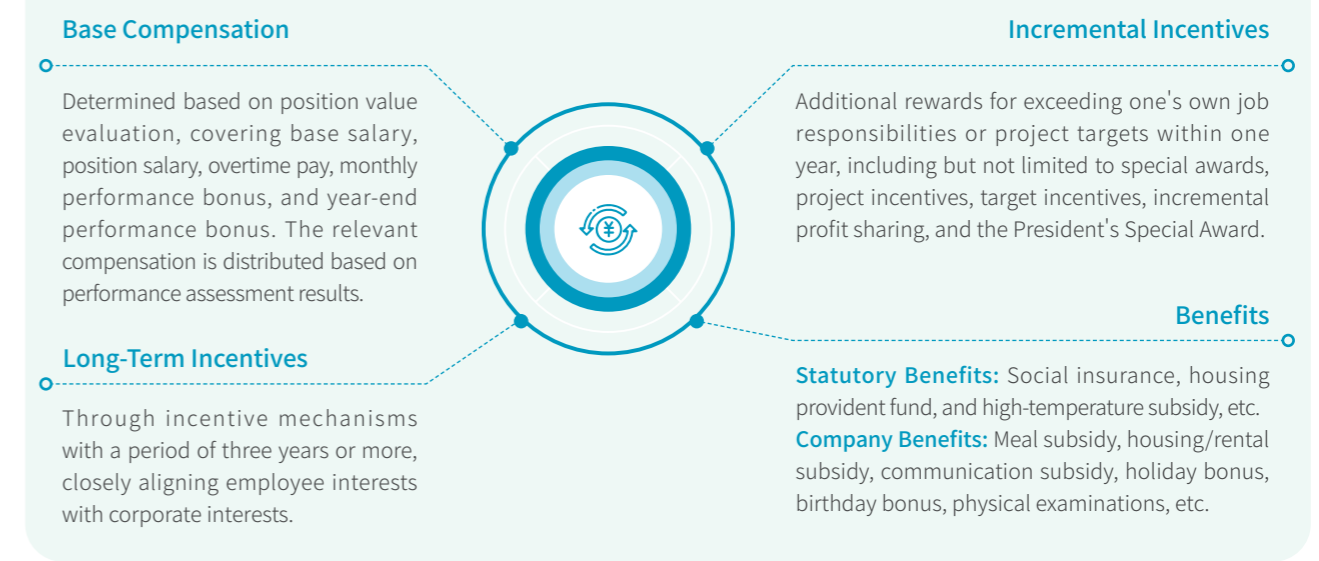 Base Compensation
Determined based on position value
evaluation, covering base salary,
position salary, overtime pay, monthly
performance bonus, and year-end
performance bonus. The relevant
compensation is distributed based on
performance assessment results.
Long-Term Incentives
Through incentive mechanisms
with a period of three years or more,
closely aligning employee interests
with corporate interests.
¥
Incremental Incentives
Additional rewards for exceeding one's own job
responsibilities or project targets within one
year, including but not limited to special awards,
project incentives, target incentives, incremental
profit sharing, and the President's Special Award.
Benefits
Statutory Benefits: Social insurance, housing
provident fund, and high-temperature subsidy, etc.
Company Benefits: Meal subsidy, housing/rental
subsidy, communication subsidy, holiday bonus,
birthday bonus, physical examinations, etc.